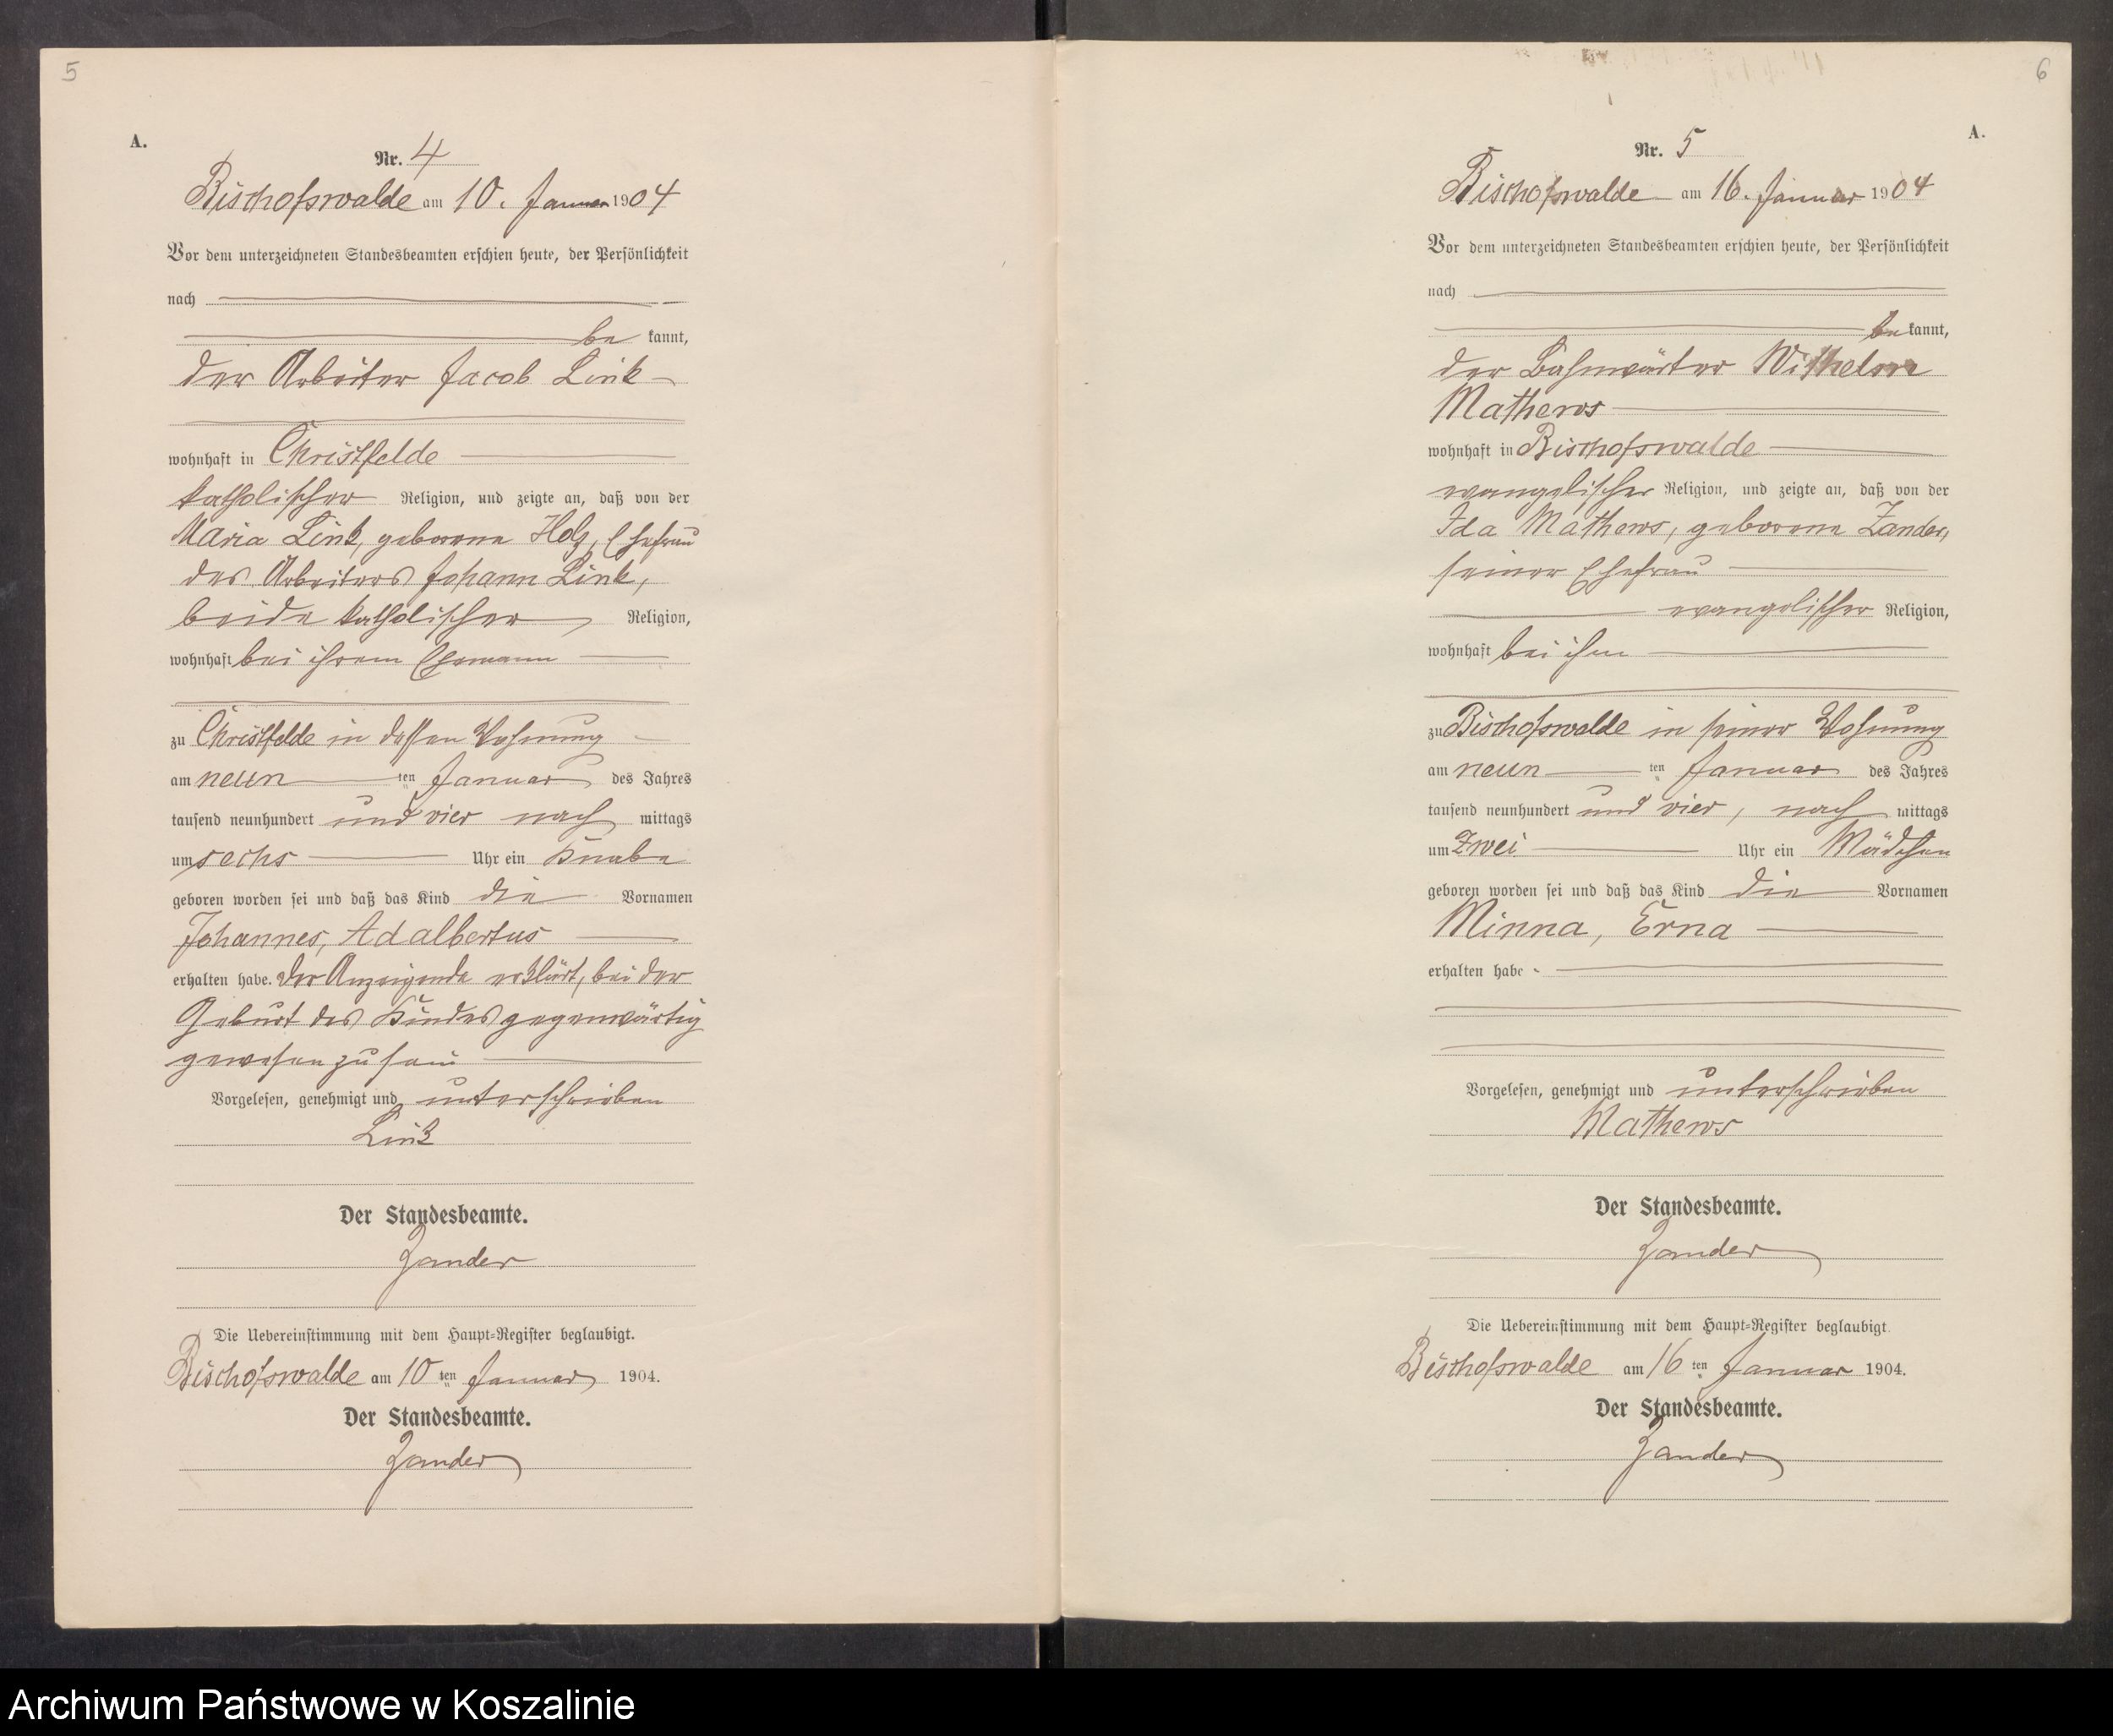 5
A.
Nr. 4
Bischofswalde am 10. Januar 1904
Vor dem unterzeichneten Standesbeamten erschien heute, der Persönlichkeit
nach
be kannt,
der Arbeiter Jacob Link
wohnhaft in Christfelde
katholischer Religion, und zeigte an, daß von der
Maria Link, geborene Holz, Ehefrau
des Arbeiters Johann Link,
beide katholischer Religion,
wohnhaft bei ihrem Ehemann
zu Christfelde in dessen Wohnung
am neun ten Januar des Jahres
tausend neunhundert und vier nach mittags
um sechs Uhr ein Knabe
geboren worden sei und daß das Kind die Vornamen
Johannes, Adalbertus
erhalten habe. Der Anzeigende erklärt, bei der
Geburt des Kindes gegenwärtig
gewesen zu sein
Vorgelesen, genehmigt und unterschrieben
Link
Der Standesbeamte.
Zander
Die Uebereinstimmung mit dem Haupt-Register beglaubigt.
Bischofswalde am 10 ten Januar 1904.
Der Standesbeamte.
Zander
6
A.
Nr. 5
Bischofswalde am 16. Januar 1904
Vor dem unterzeichneten Standesbeamten erschien heute, der Persönlichkeit
nach
be kannt,
der Bahnwärter Wilhelm
Mathews
wohnhaft in Bischofswalde
evangelischer Religion, und zeigte an, daß von der
Ida Mathews, geborene Zander,
seiner Ehefrau
evangelischer Religion,
wohnhaft bei ihm
zu Bischofswalde in seiner Wohnung
am neun ten Januar des Jahres
tausend neunhundert und vier, nach mittags
um zwei Uhr ein Mädchen
geboren worden sei und daß das Kind die Vornamen
Minna, Erna
erhalten habe.
Vorgelesen, genehmigt und unterschrieben
Mathews
Der Standesbeamte.
Zander
Die Uebereinstimmung mit dem Haupt-Register beglaubigt.
Bischofswalde am 16 ten Januar 1904.
Der Standesbeamte.
Zander
Archiwum Państwowe w Koszalinie